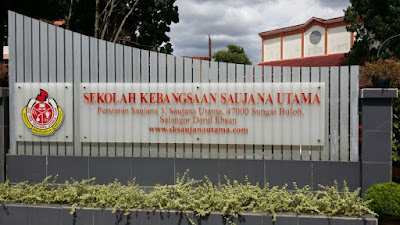 SEKOLAH KEBANGSAAN SAUJANA UTAMA
Persiaran Saujana 1, Saujana Utama, 47000 Sungai Buloh,
Selangor Darul Ehsan
www.sksaujanautama.com